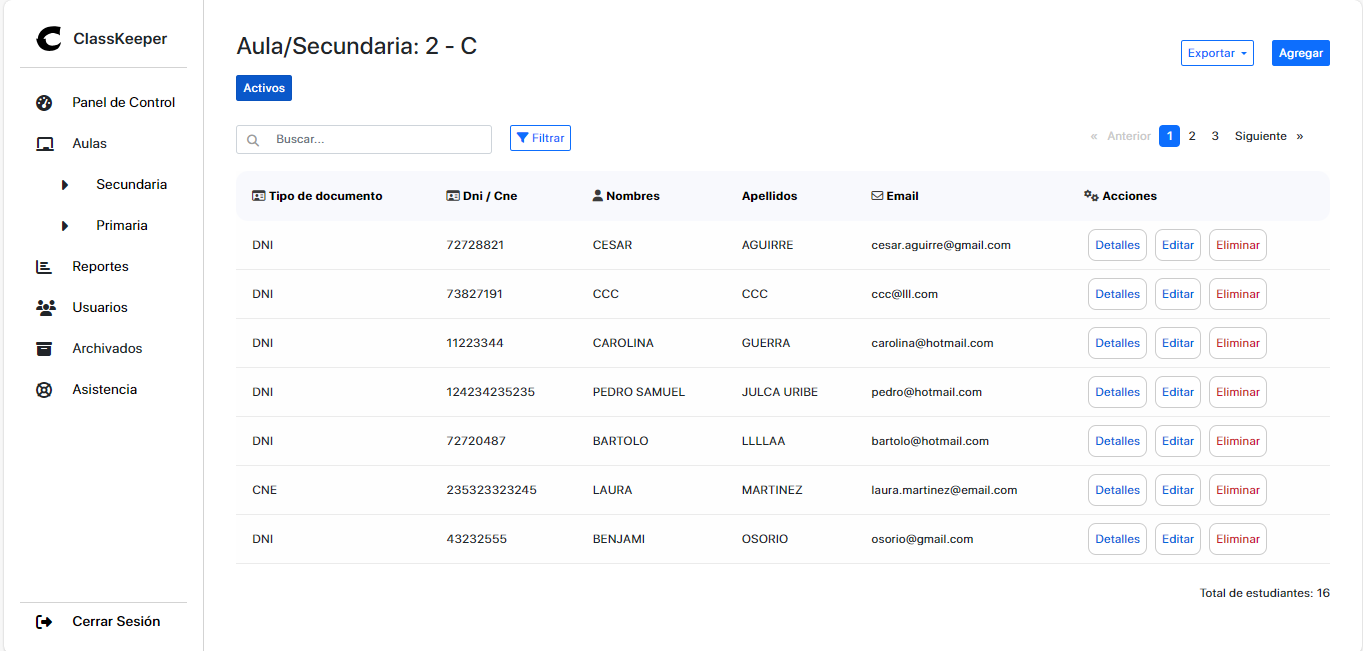 ClassKeeper
Panel de Control
Aulas
Secundaria
Primaria
Reportes
Usuarios
Archivados
Asistencia
Cerrar Sesión
Aula/Secundaria: 2 - C
Exportar
Agregar
Activos
Buscar...
Filtrar
« Anterior 1 2 3 Siguiente »
Tipo de documento Dni / Cne Nombres Apellidos Email Acciones
DNI 72728821 CESAR AGUIRRE cesar.aguirre@gmail.com Detalles Editar Eliminar
DNI 73827191 CCC CCC ccc@lll.com Detalles Editar Eliminar
DNI 11223344 CAROLINA GUERRA carolina@hotmail.com Detalles Editar Eliminar
DNI 124234235235 PEDRO SAMUEL JULCA URIBE pedro@hotmail.com Detalles Editar Eliminar
DNI 72720487 BARTOLO LLLLAA bartolo@hotmail.com Detalles Editar Eliminar
CNE 235323323245 LAURA MARTINEZ laura.martinez@email.com Detalles Editar Eliminar
DNI 43232555 BENJAMI OSORIO osorio@gmail.com Detalles Editar Eliminar
Total de estudiantes: 16